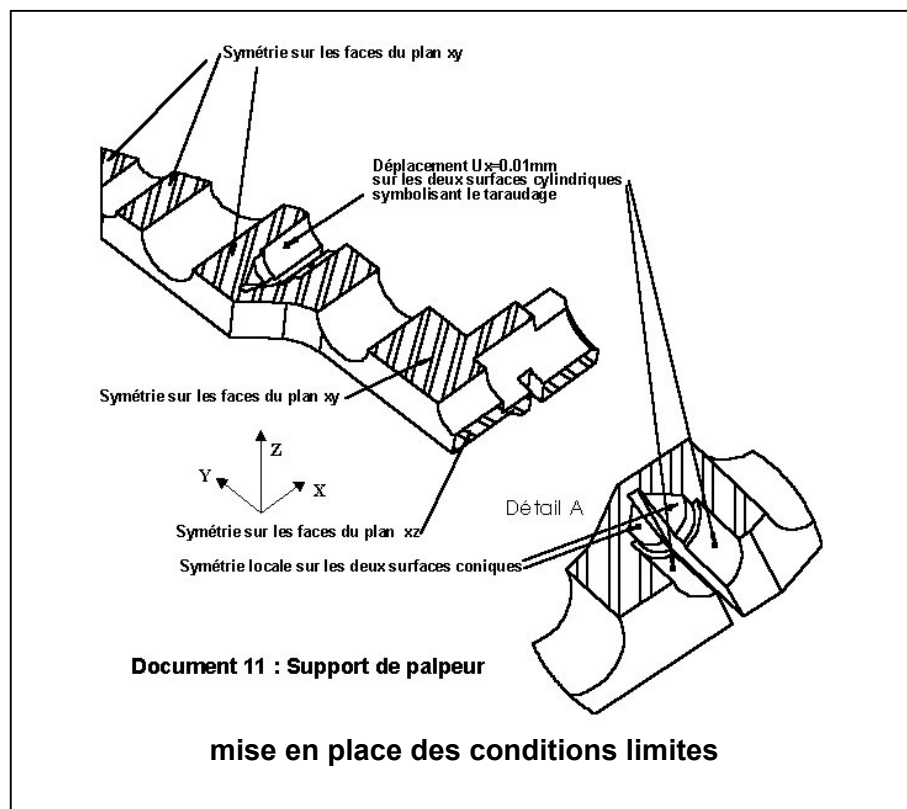 Symétrie sur les faces du plan xy
Déplacement Ux=0.01mm
sur les deux surfaces cylindriques
symbolisant le taraudage
Symétrie sur les faces du plan xy
Z
Y
X
Détail A
Symétrie sur les faces du plan xz
Symétrie locale sur les deux surfaces coniques
Document 11 : Support de palpeur
mise en place des conditions limites